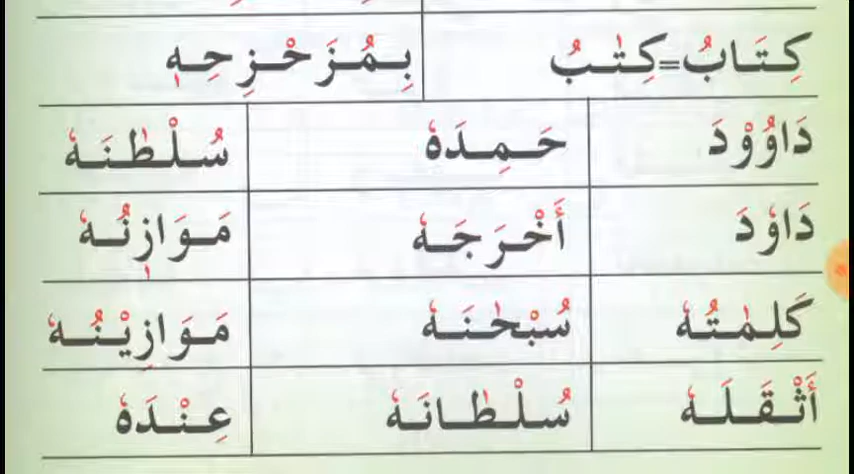 كِتَابُ=كِتٰبُ بِمُزَحْزِحِهٖ
دَاوُوْدَ حَمِدَهٗ سُلْطٰنَهٗ
دَاوٗدَ أَخْرَجَهٗ مَوَازِنُهٗ
كَلِمٰتُهٗ سُبْحٰنَهٗ مَوَازِيْنُهٗ
أَثْقَلَهٗ سُلْطَانَهٗ عِنْدَهٗ